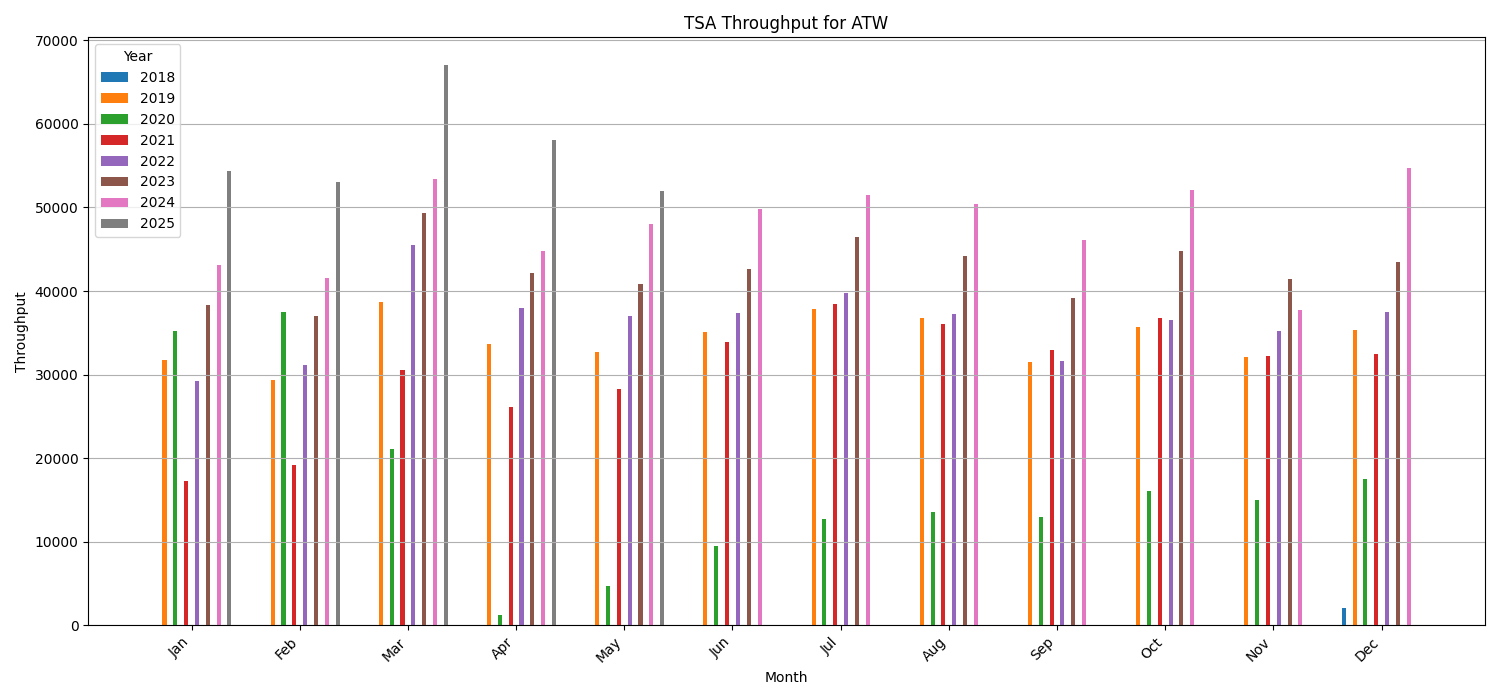 TSA Throughput for ATW
Year
2018
2019
2020
2021
2022
2023
2024
2025
70000
60000
50000
40000
30000
20000
10000
0
Throughput
Jan
Feb
Mar
Apr
May
Jun
Jul
Aug
Sep
Oct
Nov
Dec
Month